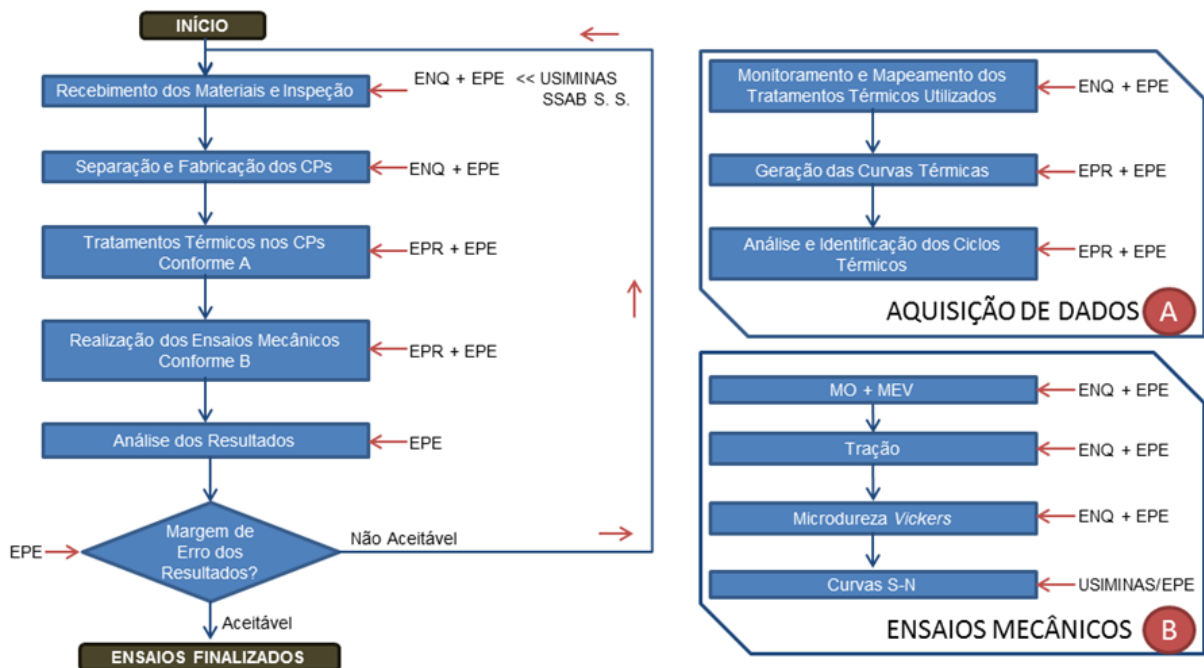 INÍCIO
Recebimento dos Materiais e Inspeção
ENQ + EPE << USIMINAS
SSAB S. S.
Separação e Fabricação dos CPs
ENQ + EPE
Tratamentos Térmicos nos CPs
Conforme A
EPR + EPE
Realização dos Ensaios Mecânicos
Conforme B
EPR + EPE
Análise dos Resultados
EPE
Margem de
Erro dos
Resultados?
EPE
Não Aceitável
Aceitável
ENSAIOS FINALIZADOS
Monitoramento e Mapeamento dos
Tratamentos Térmicos Utilizados
ENQ + EPE
Geração das Curvas Térmicas
EPR + EPE
Análise e Identificação dos Ciclos
Térmicos
EPR + EPE
AQUISIÇÃO DE DADOS A
MO + MEV
ENQ + EPE
Tração
ENQ + EPE
Microdureza Vickers
ENQ + EPE
Curvas S-N
USIMINAS/EPE
ENSAIOS MECÂNICOS B